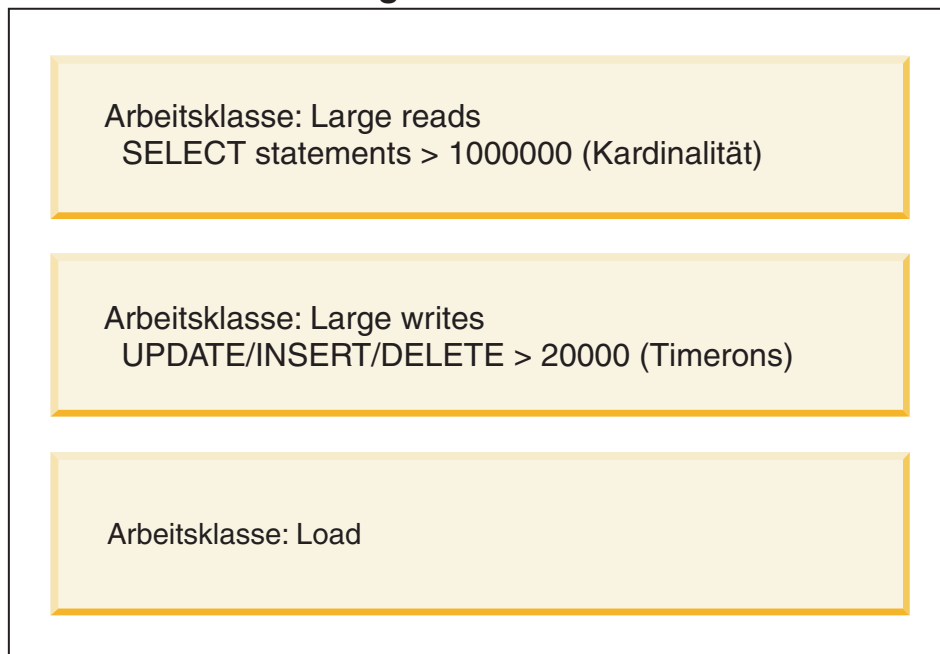 Arbeitsklasse: Large reads
SELECT statements > 1000000 (Kardinalität)
Arbeitsklasse: Large writes
UPDATE/INSERT/DELETE > 20000 (Timerons)
Arbeitsklasse: Load